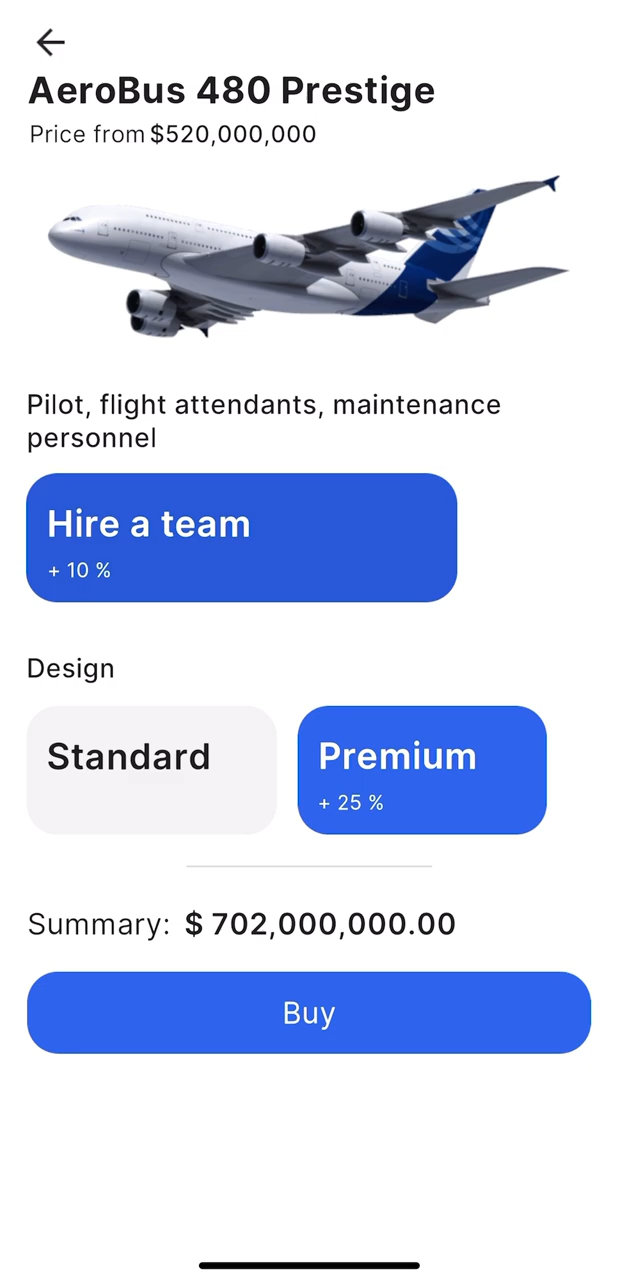 AeroBus 480 Prestige
Price from $520,000,000
Pilot, flight attendants, maintenance
personnel
Hire a team
+ 10 %
Design
Standard
Premium
+ 25 %
Summary: $ 702,000,000.00
Buy